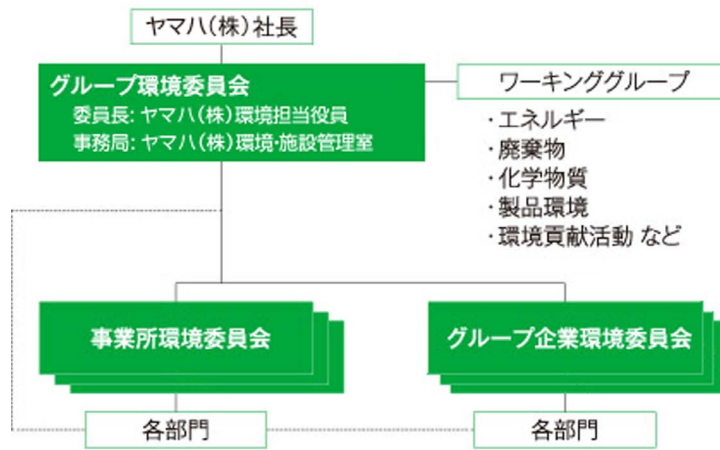 ヤマハ（株）社長
グループ環境委員会
委員長：ヤマハ（株）環境担当役員
事務局：ヤマハ（株）環境・施設管理室
ワーキンググループ
・エネルギー
・廃棄物
・化学物質
・製品環境
・環境貢献活動 など
事業所環境委員会
グループ企業環境委員会
各部門
各部門